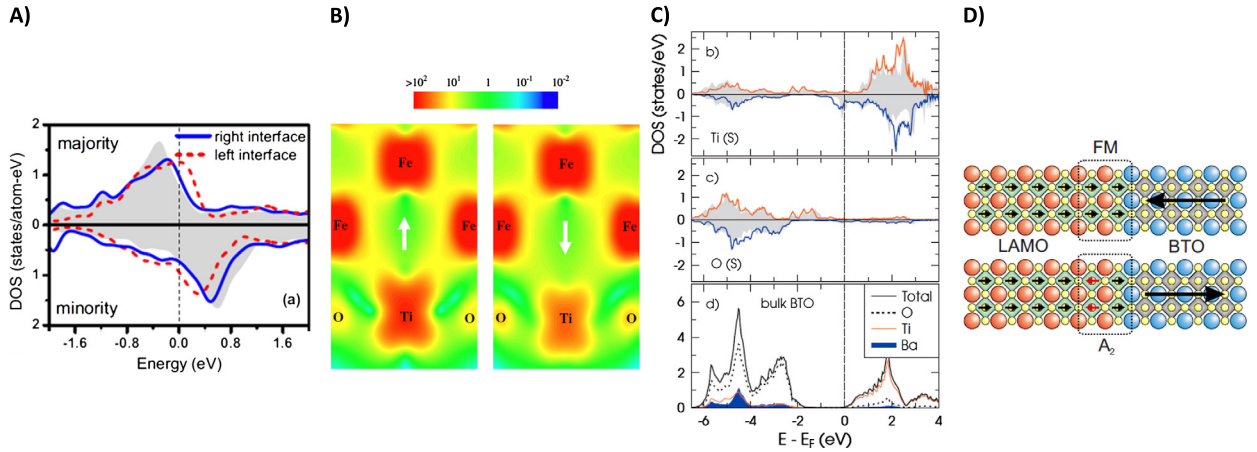 A)
B)
C)
D)
2
1
0
1
2
majority
right interface
left interface
minority
(a)
DOS (states/atom-eV)
-1.6
-0.8
0.0
0.8
1.6
Energy (eV)
>10²
10¹
1
10⁻¹
10⁻²
Fe
Fe
Fe
O
Ti
O
Fe
Fe
Fe
O
Ti
O
DOS (states/eV)
b)
2
1
0
-1
-2
Ti (S)
c)
2
1
0
-1
-2
O (S)
d)
bulk BTO
6
4
2
0
Total
O
Ti
Ba
-6
-4
-2
0
2
4
E - E_F (eV)
FM
LAMO
BTO
A₂